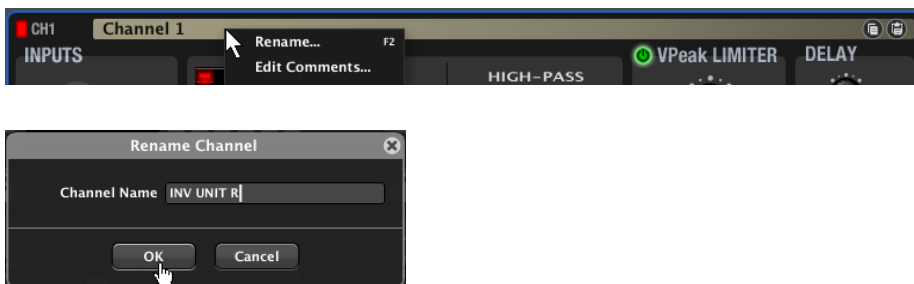 CH1 Channel 1
Rename... F2
Edit Comments...
INPUTS
HIGH-PASS
VPeak LIMITER
DELAY
Rename Channel
Channel Name INV UNIT R
OK Cancel